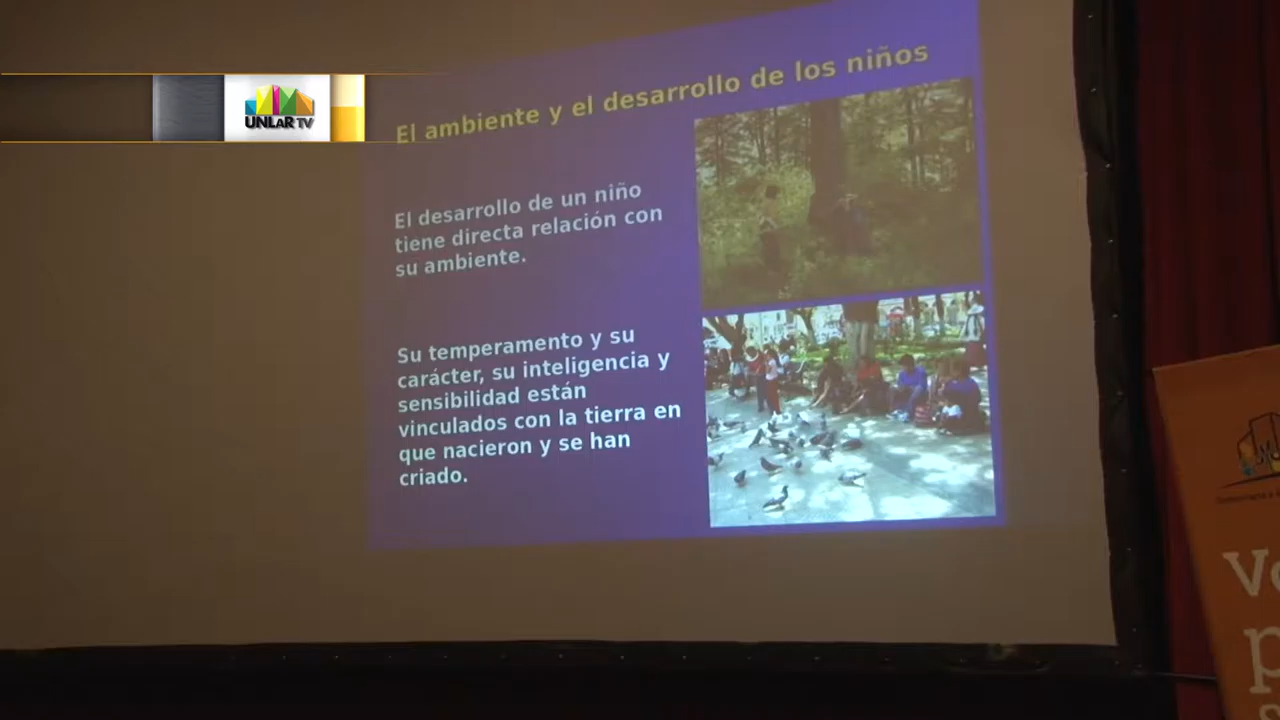 UNLaR TV
El ambiente y el desarrollo de los niños
El desarrollo de un niño
tiene directa relación con
su ambiente.
Su temperamento y su
carácter, su inteligencia y
sensibilidad están
vinculados con la tierra en
que nacieron y se han
criado.